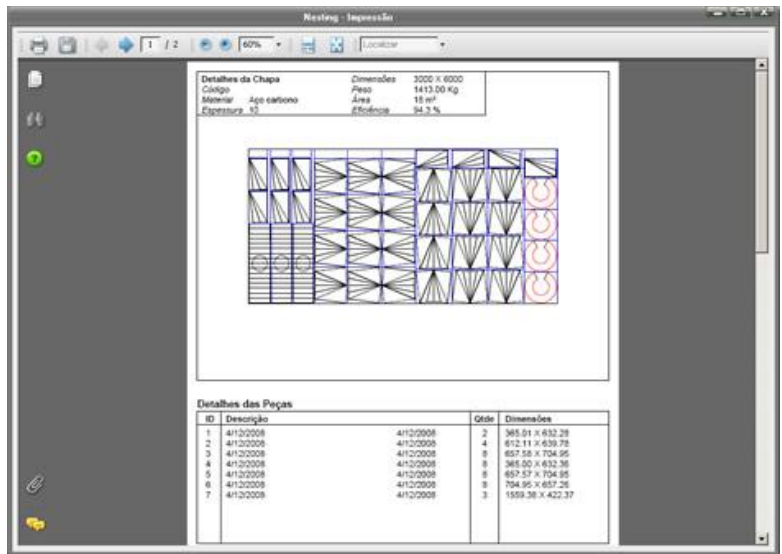 Nesting - Impressão
1 / 2 60% Localizar
Detalhes da Chapa Dimensões 3000 X 6000
Código Peso 1413.00 Kg
Material Aço carbono Área 18 m²
Espessura 10 Eficiência 94.3 %
Detalhes das Peças
ID Descrição Qtde Dimensões
1 4/12/2008 4/12/2008 2 365.01 X 632.28
2 4/12/2008 4/12/2008 4 612.11 X 639.78
3 4/12/2008 4/12/2008 8 657.58 X 704.95
4 4/12/2008 4/12/2008 8 365.00 X 632.36
5 4/12/2008 4/12/2008 8 657.57 X 704.95
6 4/12/2008 4/12/2008 8 704.95 X 657.26
7 4/12/2008 4/12/2008 3 1559.38 X 422.37